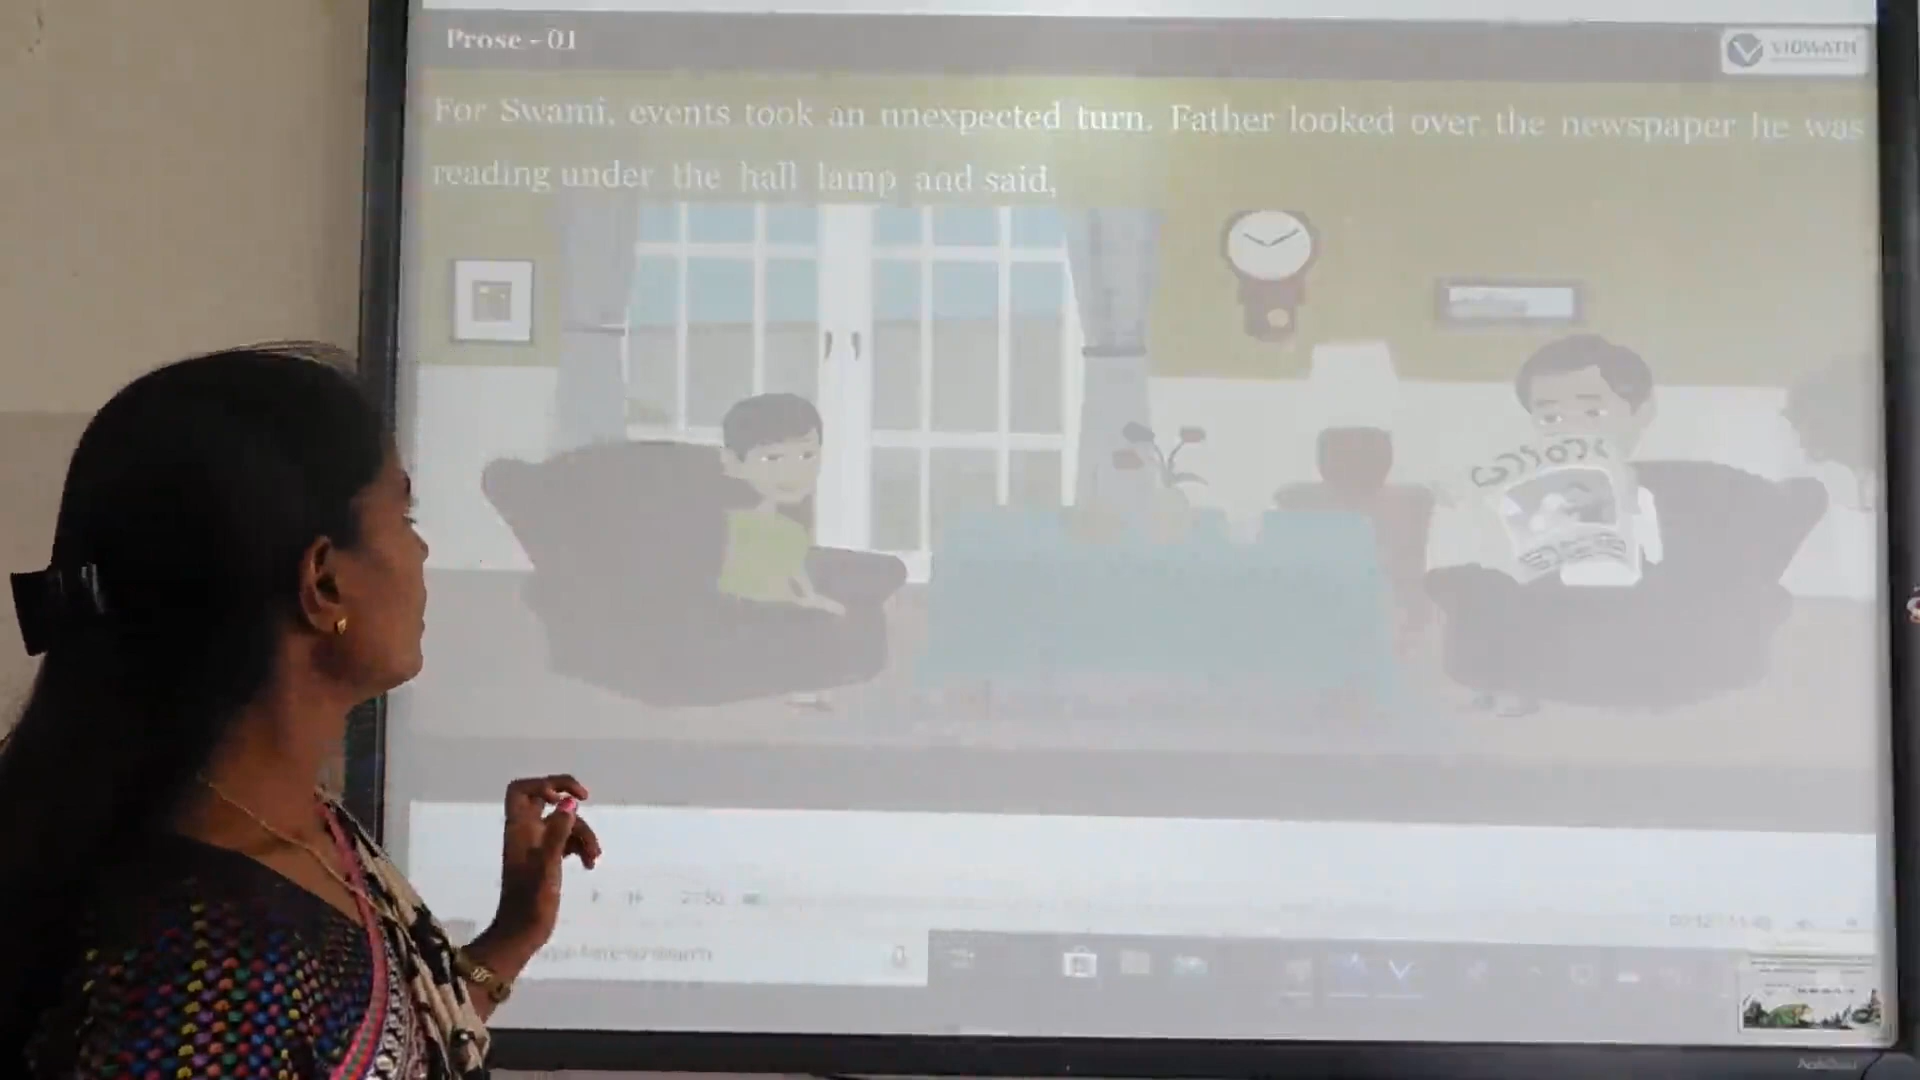 Prose - 01
VIDWATH
For Swami, events took an unexpected turn. Father looked over the newspaper he was
reading under the hall lamp and said,